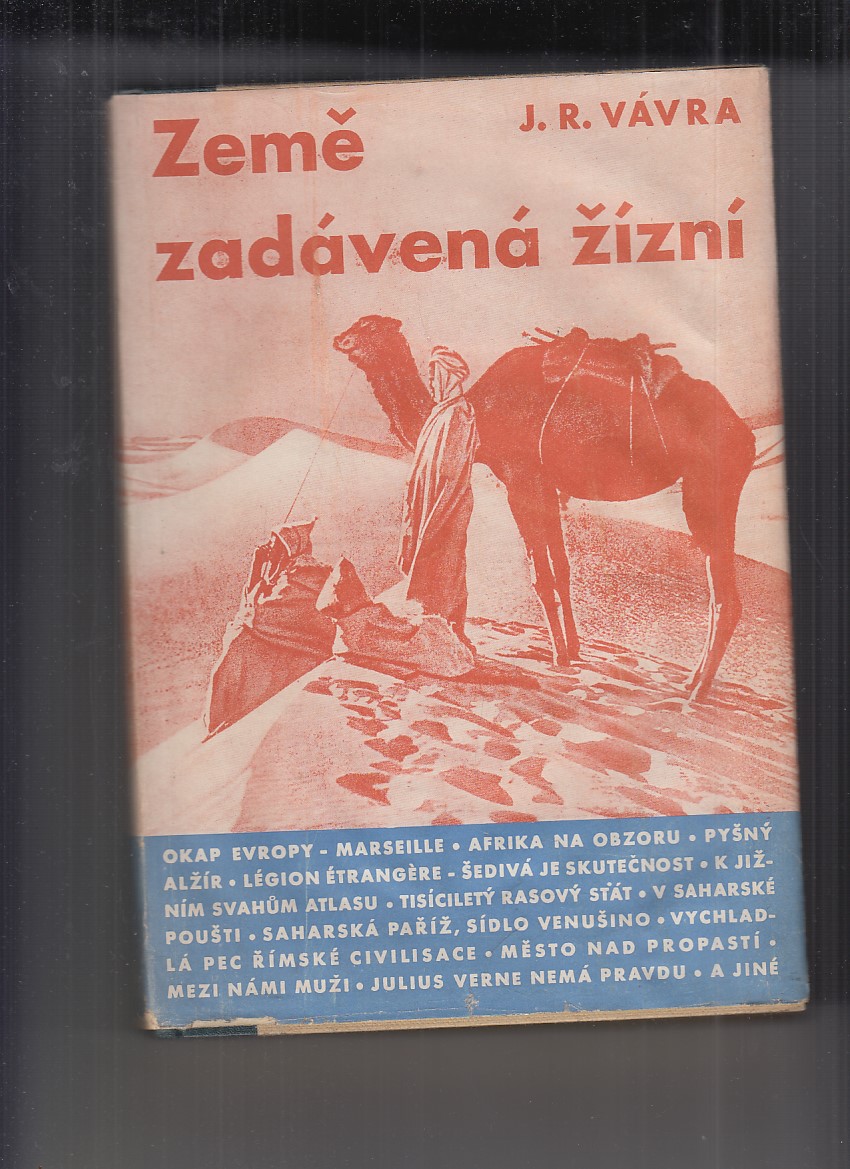 J. R. VÁVRA
Země
zadávená žízní
OKAP EVROPY - MARSEILLE • AFRIKA NA OBZORU • PYŠNÝ
ALŽÍR • LÉGION ÉTRANGÈRE - ŠEDIVÁ JE SKUTEČNOST • K JIŽ-
NÍM SVAHŮM ATLASU • TISÍCILETÝ RASOVÝ STÁT • V SAHARSKÉ
POUŠTI • SAHARSKÁ PAŘÍŽ, SÍDLO VENUŠINO • VYCHLAD-
LÁ PEC ŘÍMSKÉ CIVILISACE • MĚSTO NAD PROPASTÍ •
MEZI NÁMI MUŽI • JULIUS VERNE NEMÁ PRAVDU • A JINÉ